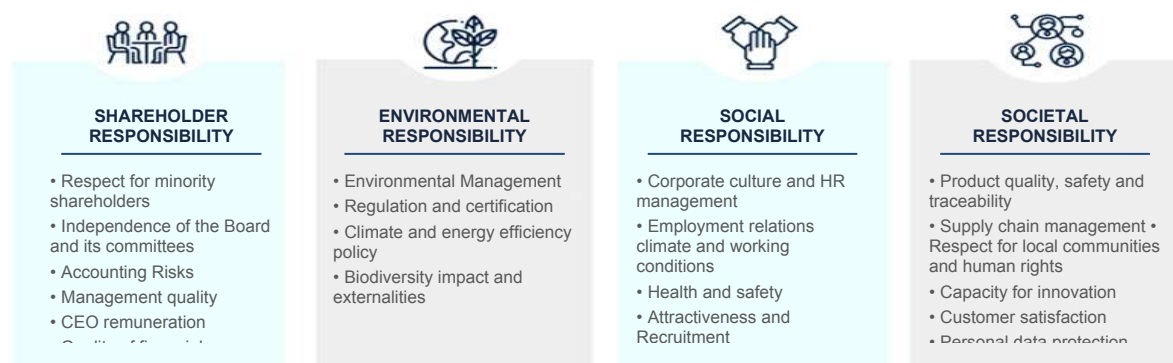 SHAREHOLDER
RESPONSIBILITY
• Respect for minority
shareholders
• Independence of the Board
and its committees
• Accounting Risks
• Management quality
• CEO remuneration
ENVIRONMENTAL
RESPONSIBILITY
• Environmental Management
• Regulation and certification
• Climate and energy efficiency
policy
• Biodiversity impact and
externalities
SOCIAL
RESPONSIBILITY
• Corporate culture and HR
management
• Employment relations
climate and working
conditions
• Health and safety
• Attractiveness and
Recruitment
SOCIETAL
RESPONSIBILITY
• Product quality, safety and
traceability
• Supply chain management •
Respect for local communities
and human rights
• Capacity for innovation
• Customer satisfaction
• Personal data protection